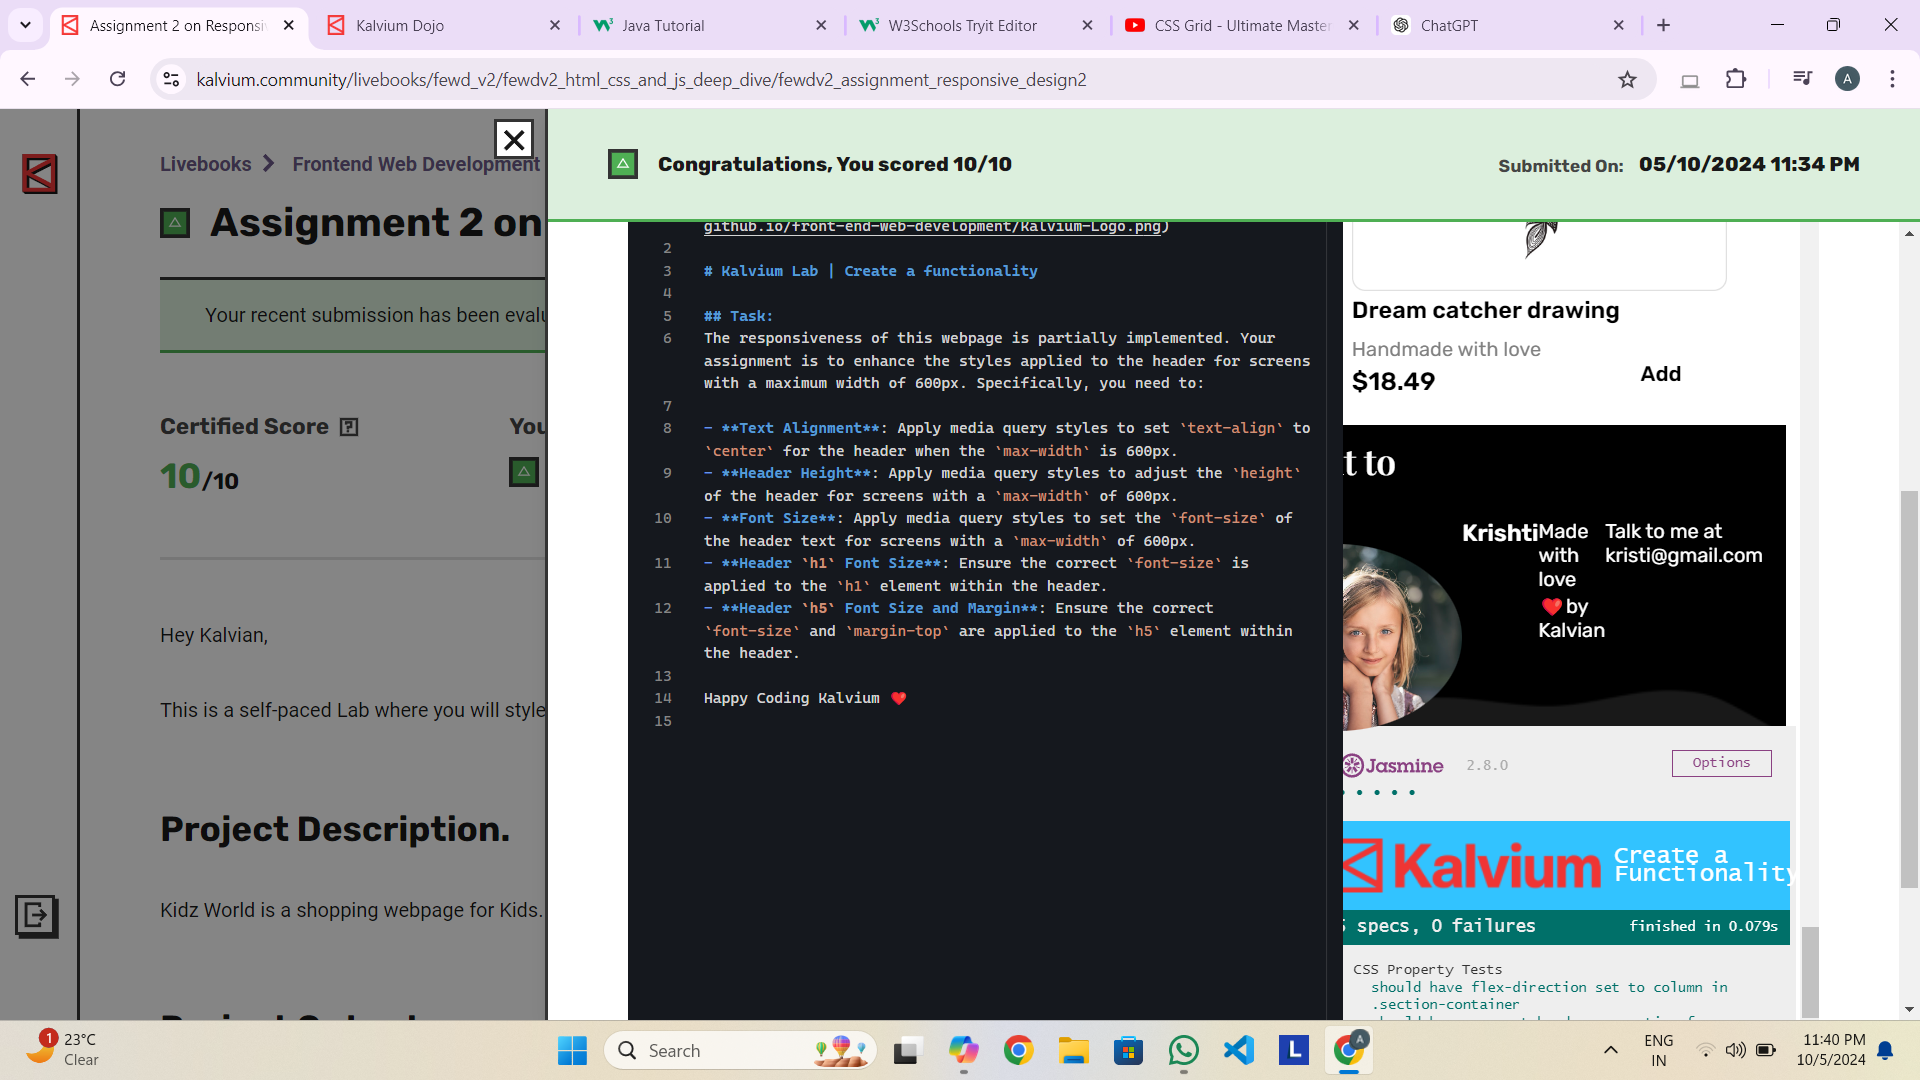 Assignment 2 on Responsi
Kalvium Dojo
Java Tutorial
W3Schools Tryit Editor
CSS Grid - Ultimate Master
ChatGPT
kalvium.community/livebooks/fewd_v2/fewdv2_html_css_and_js_deep_dive/fewdv2_assignment_responsive_design2
A
Livebooks
Frontend Web Development
Assignment 2 on
Your recent submission has been evalu
Certified Score ?
You
10/10
Hey Kalvian,
This is a self-paced Lab where you will style
Project Description.
Kidz World is a shopping webpage for Kids.
Congratulations, You scored 10/10
Submitted On: 05/10/2024 11:34 PM
github.io/front-end-web-development/Kalvium-Logo.png)
2
3 # Kalvium Lab | Create a functionality
4
5 ## Task:
6 The responsiveness of this webpage is partially implemented. Your
assignment is to enhance the styles applied to the header for screens
with a maximum width of 600px. Specifically, you need to:
7
8 - **Text Alignment**: Apply media query styles to set `text-align` to
`center` for the header when the `max-width` is 600px.
9 - **Header Height**: Apply media query styles to adjust the `height`
of the header for screens with a `max-width` of 600px.
10 - **Font Size**: Apply media query styles to set the `font-size` of
the header text for screens with a `max-width` of 600px.
11 - **Header `h1` Font Size**: Ensure the correct `font-size` is
applied to the `h1` element within the header.
12 - **Header `h5` Font Size and Margin**: Ensure the correct
`font-size` and `margin-top` are applied to the `h5` element within
the header.
13
14 Happy Coding Kalvium ❤️
15
Dream catcher drawing
Handmade with love
$18.49
Add
t to
Krishti
Made
with
love
❤️by
Kalvian
Talk to me at
kristi@gmail.com
Jasmine 2.8.0
Options
• • • • •
Kalvium
Create a
Functionality
5 specs, 0 failures
finished in 0.079s
CSS Property Tests
should have flex-direction set to column in
.section-container
1
23°C
Clear
Search
L
A
ENG
IN
11:40 PM
10/5/2024